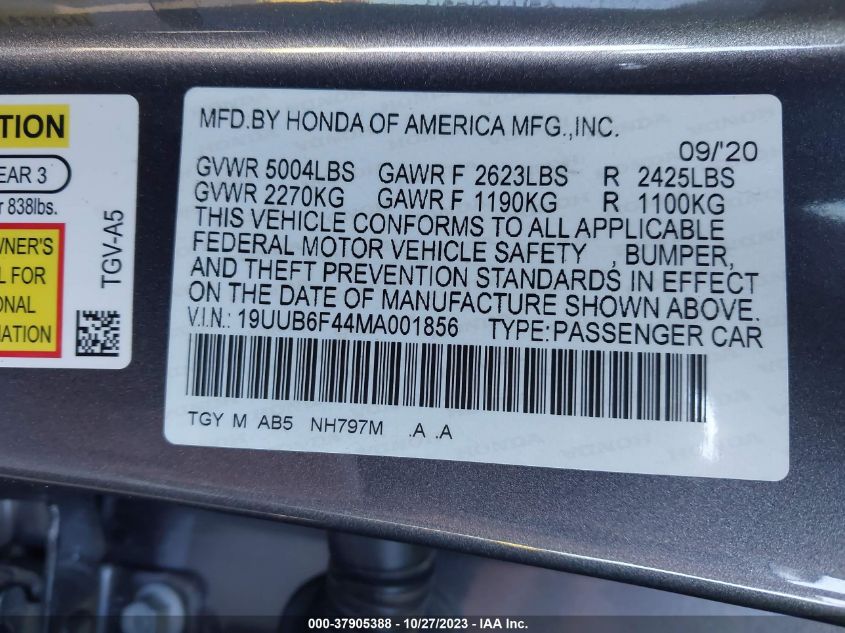 TION
EAR 3
838lbs.
WNER'S
L FOR
ONAL
MATION
TGV-A5
MFD.BY HONDA OF AMERICA MFG.,INC.
09/'20
GVWR 5004LBS GAWR F 2623LBS R 2425LBS
GVWR 2270KG GAWR F 1190KG R 1100KG
THIS VEHICLE CONFORMS TO ALL APPLICABLE
FEDERAL MOTOR VEHICLE SAFETY , BUMPER,
AND THEFT PREVENTION STANDARDS IN EFFECT
ON THE DATE OF MANUFACTURE SHOWN ABOVE.
V.I.N.: 19UUB6F44MA001856 TYPE:PASSENGER CAR
TGY M AB5 NH797M .A .A
000-37905388 - 10/27/2023 - IAA Inc.